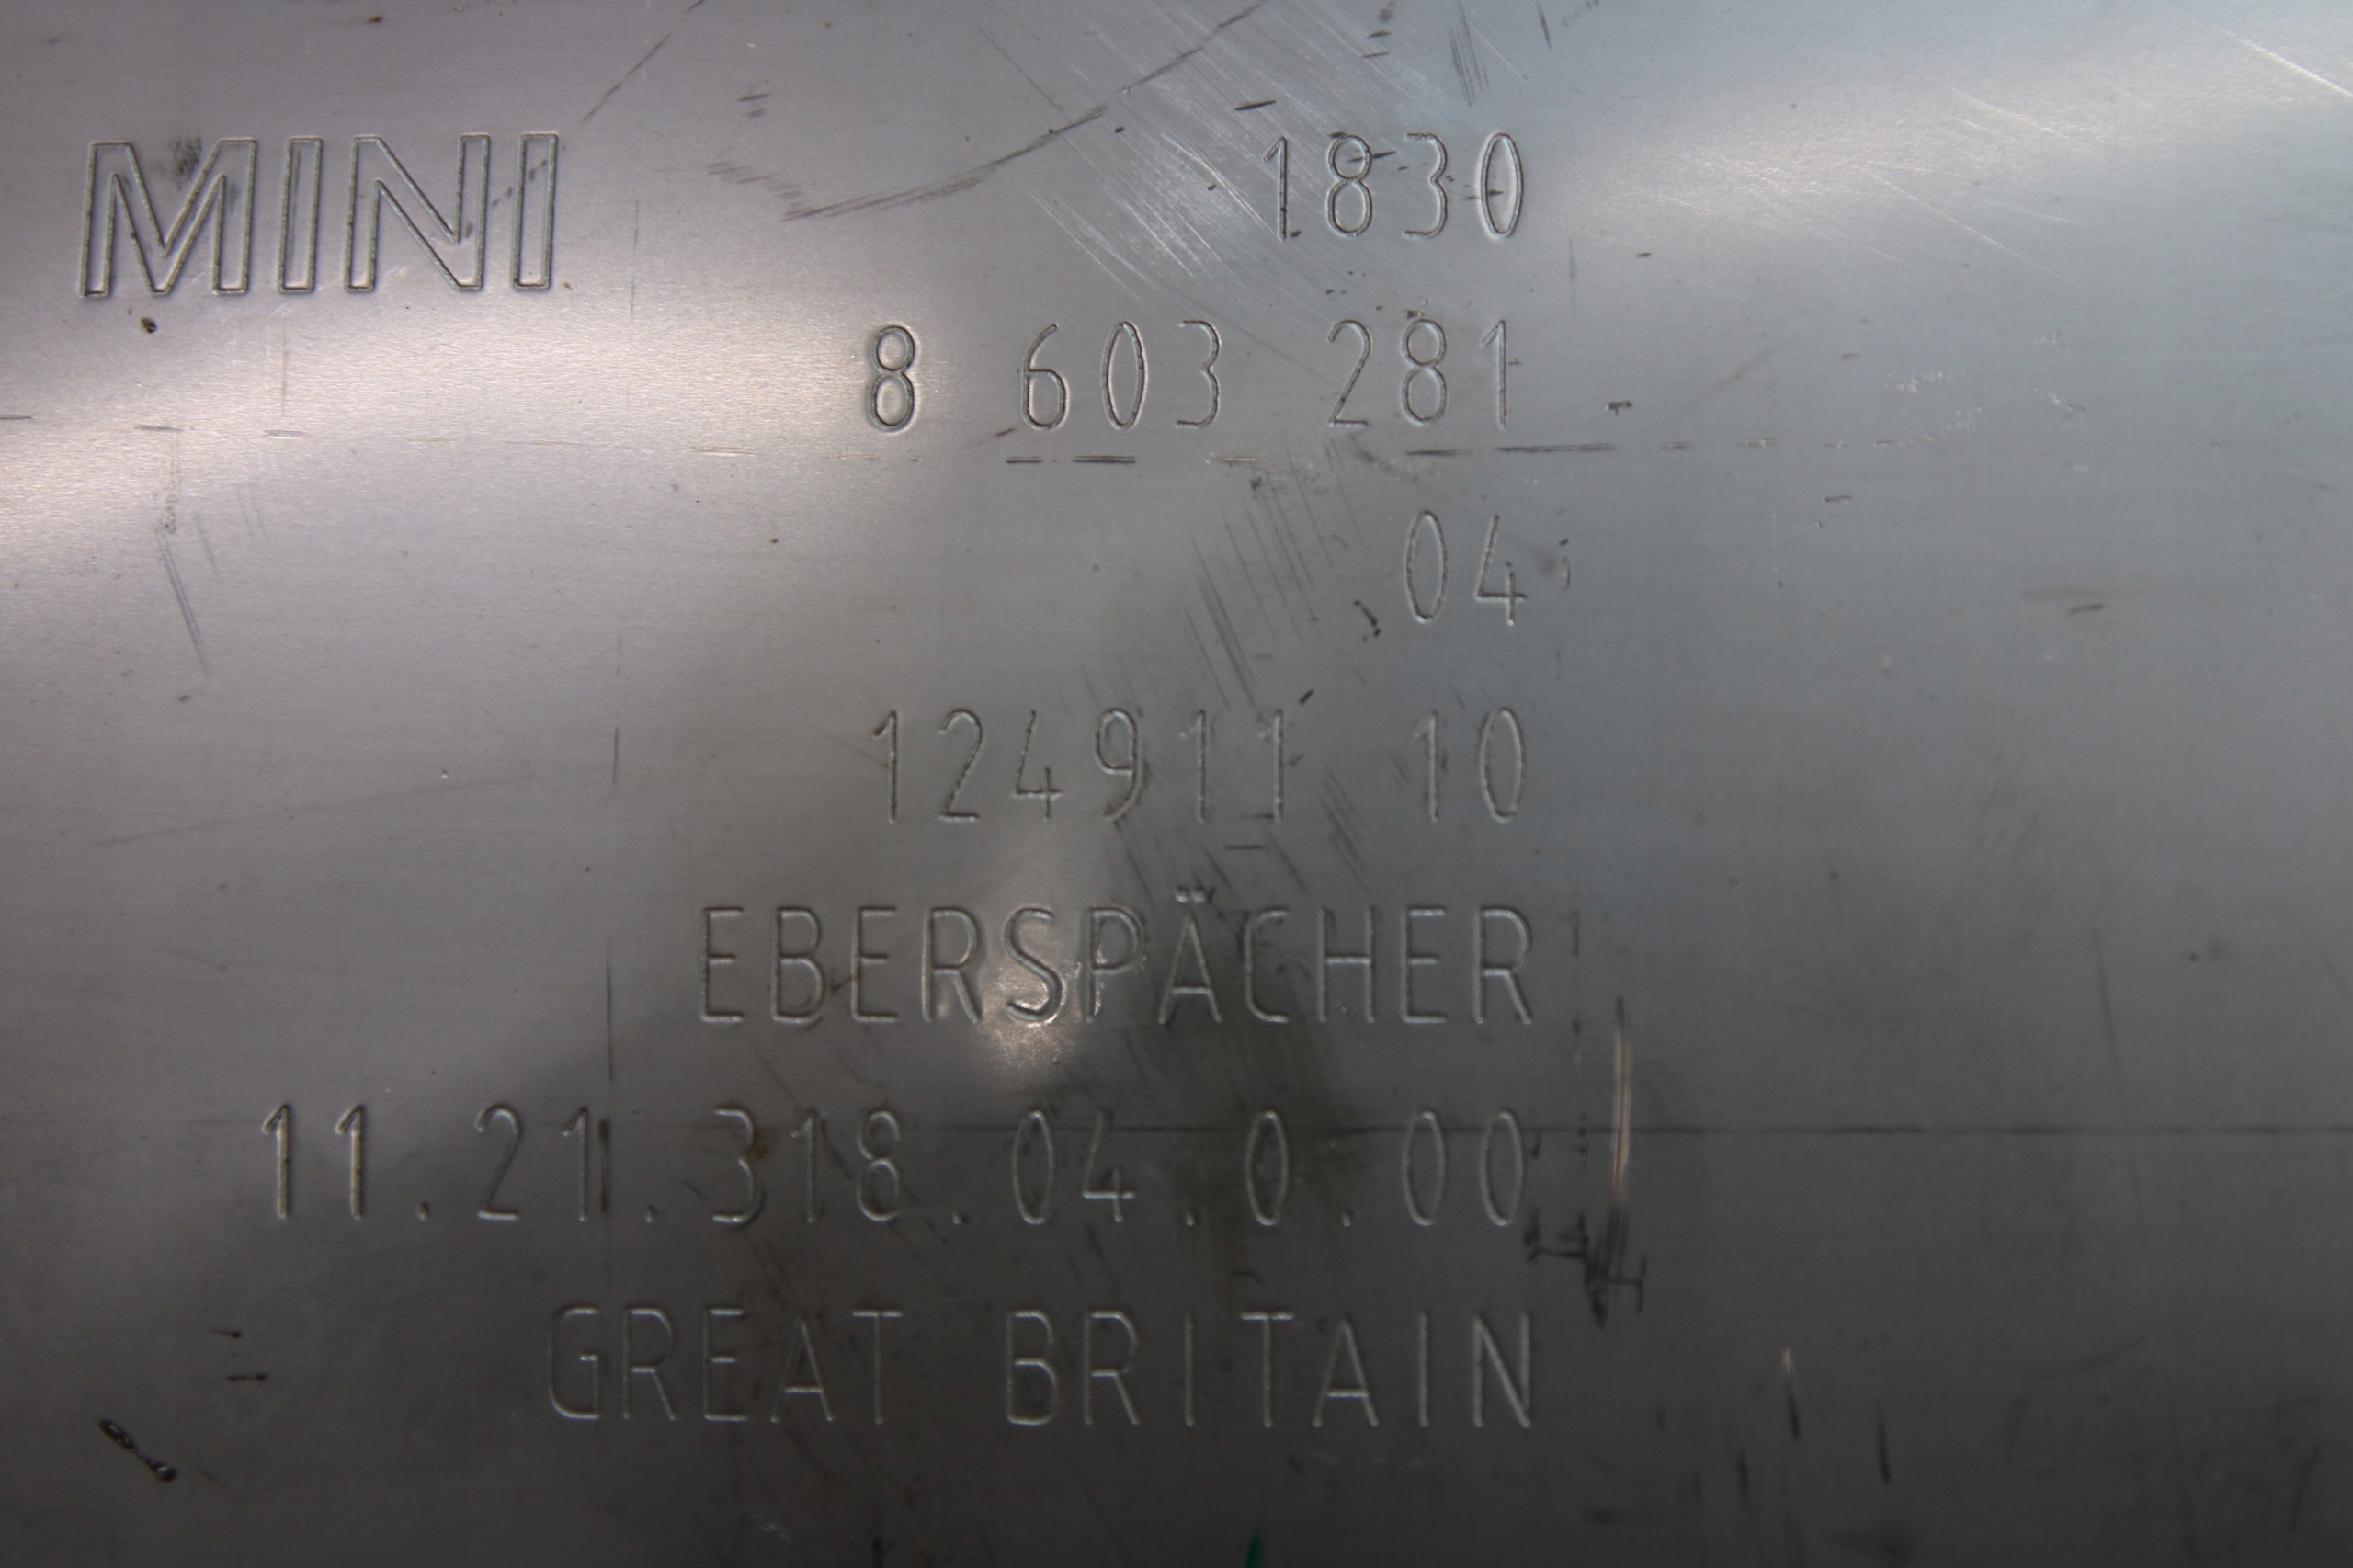 MINI 1830
8 603 281
04
124911 10
EBERSPÄCHER
11.21.318.04.0.00
GREAT BRITAIN